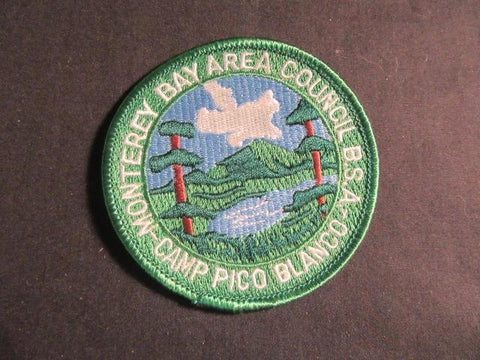 MONTEREY BAY AREA COUNCIL B.S.A.
CAMP PICO BLANCO